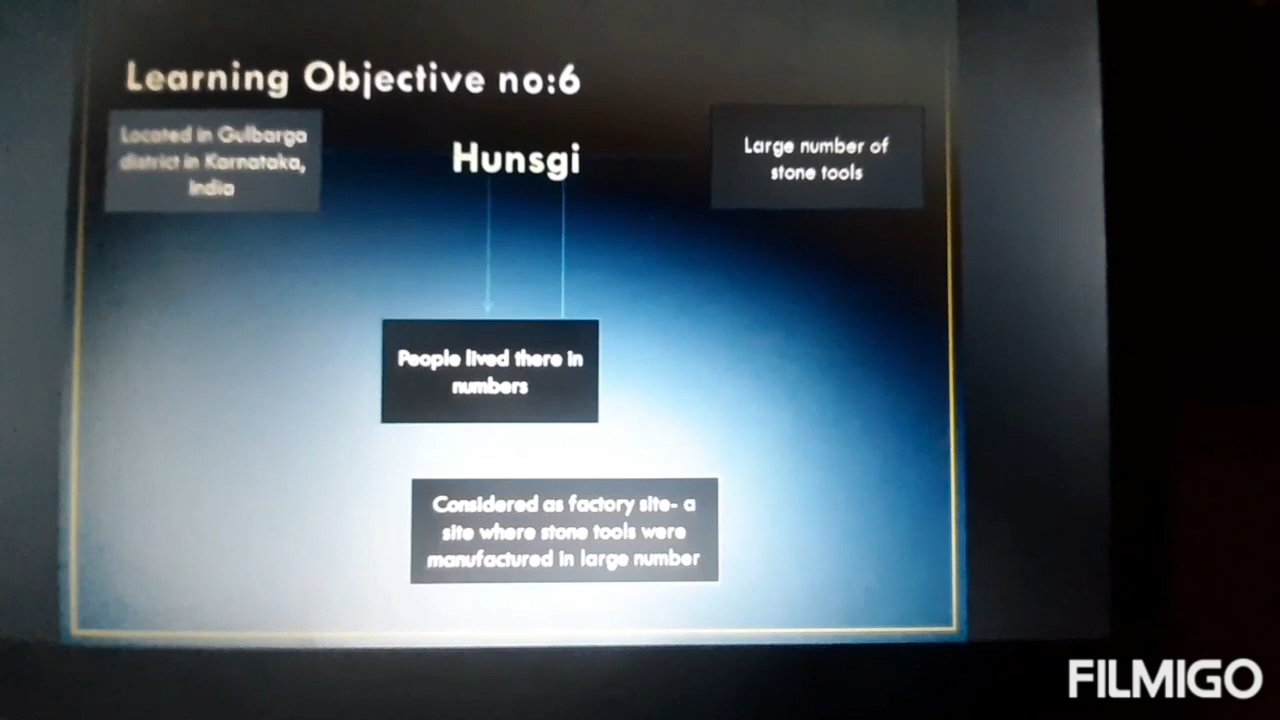 Learning Objective no:6
Located in Gulbarga
district in Karnataka,
India
Hunsgi
Large number of
stone tools
People lived there in
numbers
Considered as factory site- a
site where stone tools were
manufactured in large number
FILMIGO